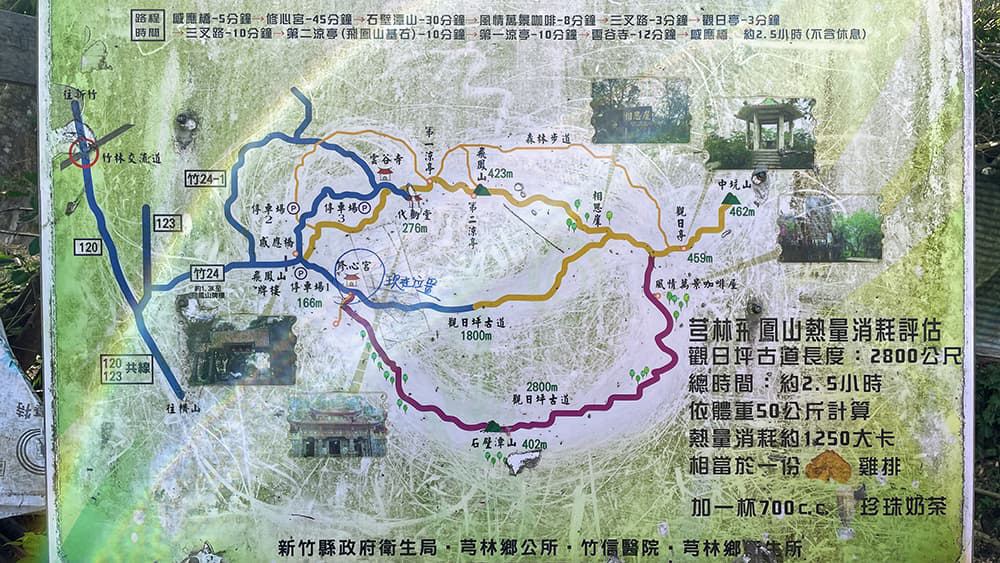 路程時間
感應橋-5分鐘→修心宮-45分鐘→石壁潭山-30分鐘→風情萬景咖啡-8分鐘→三叉路-3分鐘→觀日亭-3分鐘
→三叉路-10分鐘→第二涼亭(飛鳳山基石)-10分鐘→第一涼亭-10分鐘→雲谷寺-12分鐘→感應橋 約2.5小時(不含休息)
往新竹
竹林交流道
竹24-1
120
123
竹24
120
123 共線
往橫山
停車場P
2
停車場P
3
感應橋
飛鳳山
牌樓
P
停車場1
166m
雲谷寺
代勳堂
276m
第一涼亭
飛鳳山
423m
第二涼亭
森林步道
相思崖
相思崖
觀日亭
459m
中坑山
462m
修心宮
現在位置
觀日坪古道
1800m
風情萬景咖啡屋
2800m
觀日坪古道
石壁潭山
402m
芎林飛鳳山熱量消耗評估
觀日坪古道長度：2800公尺
總時間：約2.5小時
依體重50公斤計算
熱量消耗約1250大卡
相當於一份 雞排
加一杯700c.c. 珍珠奶茶
新竹縣政府衛生局·芎林鄉公所·竹信醫院·芎林鄉衛生所